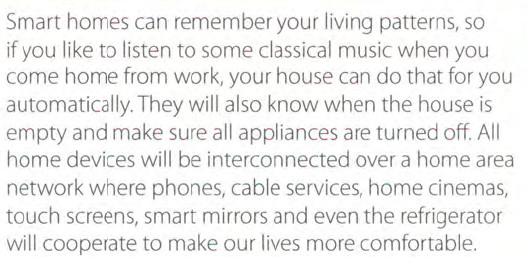 Smart homes can remember your living patterns, so
if you like to listen to some classical music when you
come home from work, your house can do that for you
automatically. They will also know when the house is
empty and make sure all appliances are turned off. All
home devices will be interconnected over a home area
network where phones, cable services, home cinemas,
touch screens, smart mirrors and even the refrigerator
will cooperate to make our lives more comfortable.